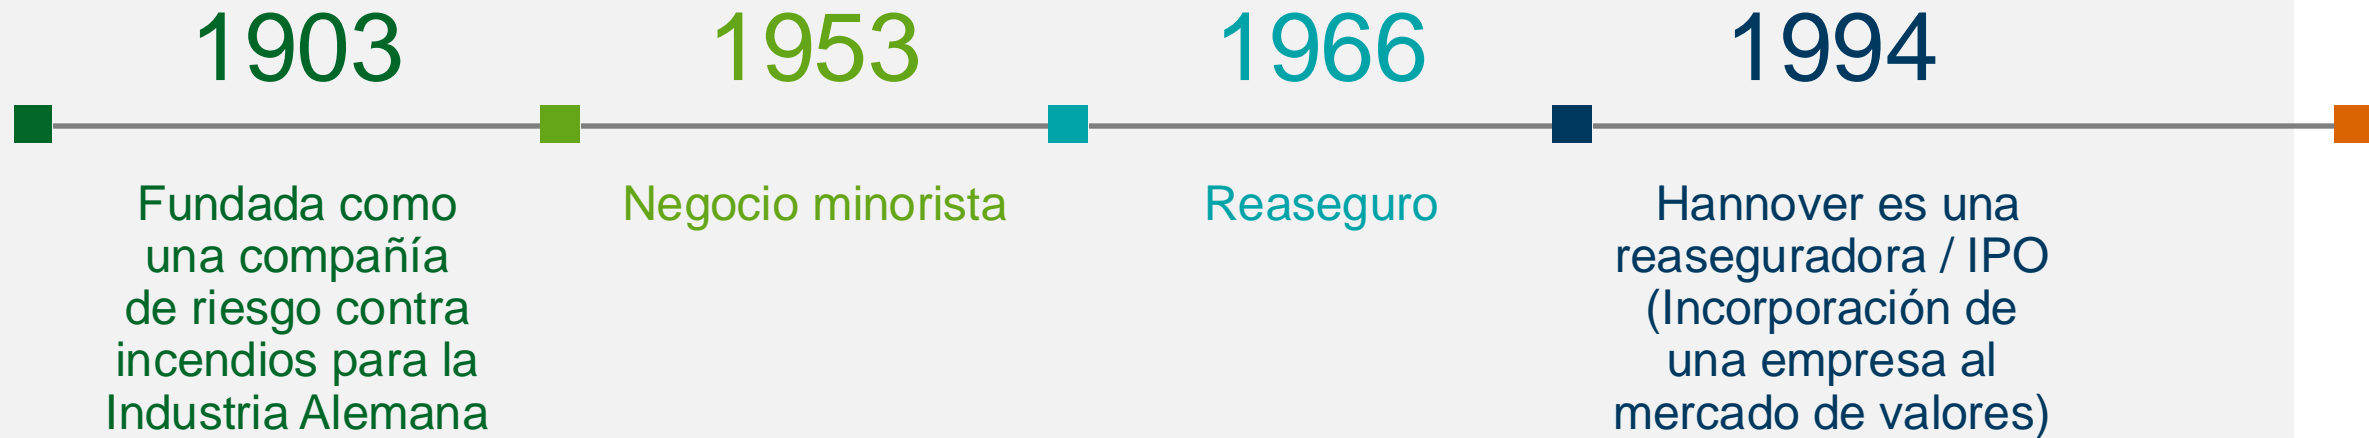 1903
Fundada como
una compañía
de riesgo contra
incendios para la
Industria Alemana
1953
Negocio minorista
1966
Reaseguro
1994
Hannover es una
reaseguradora / IPO
(Incorporación de
una empresa al
mercado de valores)